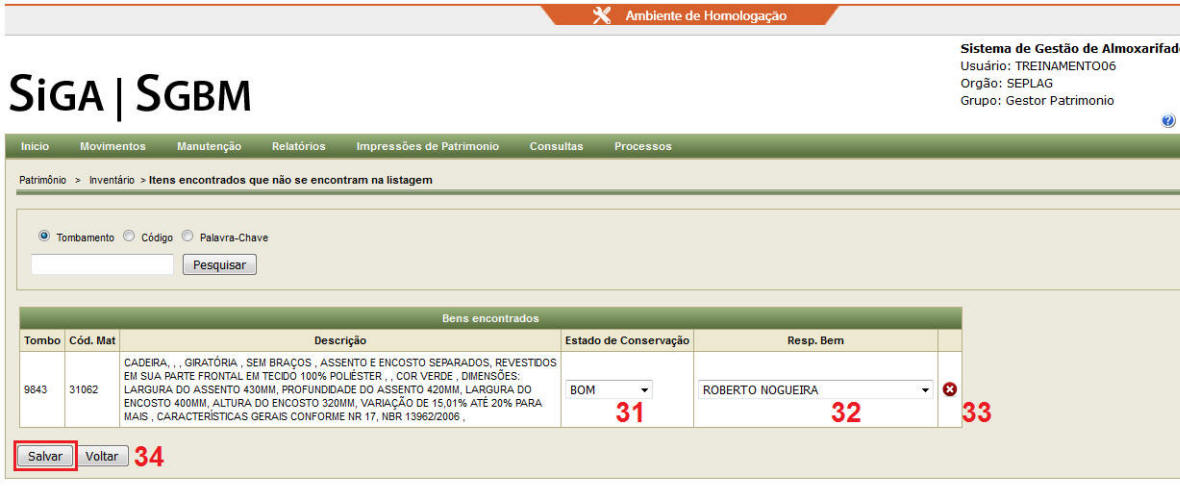 Ambiente de Homologação
Sistema de Gestão de Almoxarifad
Usuário: TREINAMENTO06
Orgão: SEPLAG
Grupo: Gestor Patrimonio
SiGA | SGBM
?
Inicio Movimentos Manutenção Relatórios Impressões de Patrimonio Consultas Processos
Patrimônio > Inventário > Itens encontrados que não se encontram na listagem
Tombamento Código Palavra-Chave
Pesquisar
Bens encontrados
Tombo Cód. Mat Descrição Estado de Conservação Resp. Bem
CADEIRA, , , GIRATÓRIA , SEM BRAÇOS , ASSENTO E ENCOSTO SEPARADOS, REVESTIDOS
EM SUA PARTE FRONTAL EM TECIDO 100% POLIÉSTER , , COR VERDE , DIMENSÕES:
9843 31062 LARGURA DO ASSENTO 430MM, PROFUNDIDADE DO ASSENTO 420MM, LARGURA DO BOM ROBERTO NOGUEIRA
ENCOSTO 400MM, ALTURA DO ENCOSTO 320MM, VARIAÇÃO DE 15,01% ATÉ 20% PARA
MAIS , CARACTERÍSTICAS GERAIS CONFORME NR 17, NBR 13962/2006 ,
31 32 33
Salvar Voltar 34